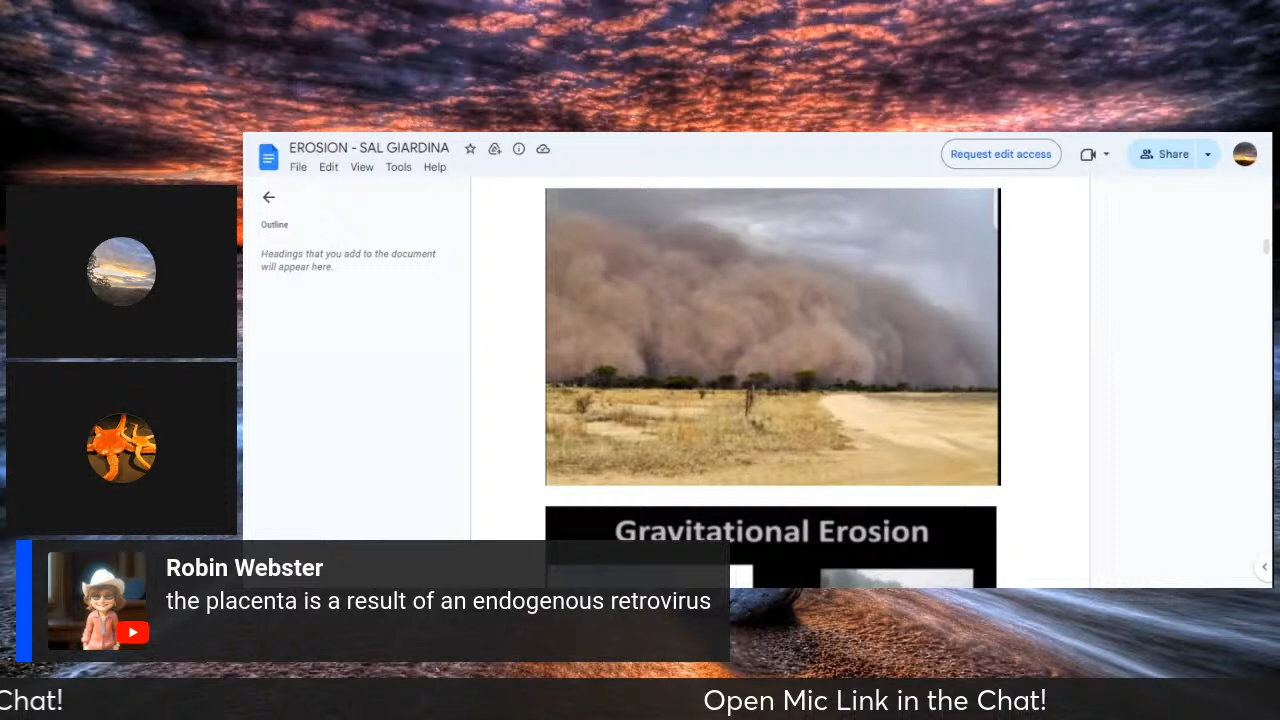 EROSION - SAL GIARDINA
File Edit View Tools Help
Request edit access
Share
Outline
Headings that you add to the document
will appear here.
Gravitational Erosion
Robin Webster
the placenta is a result of an endogenous retrovirus
Chat!
Open Mic Link in the Chat!